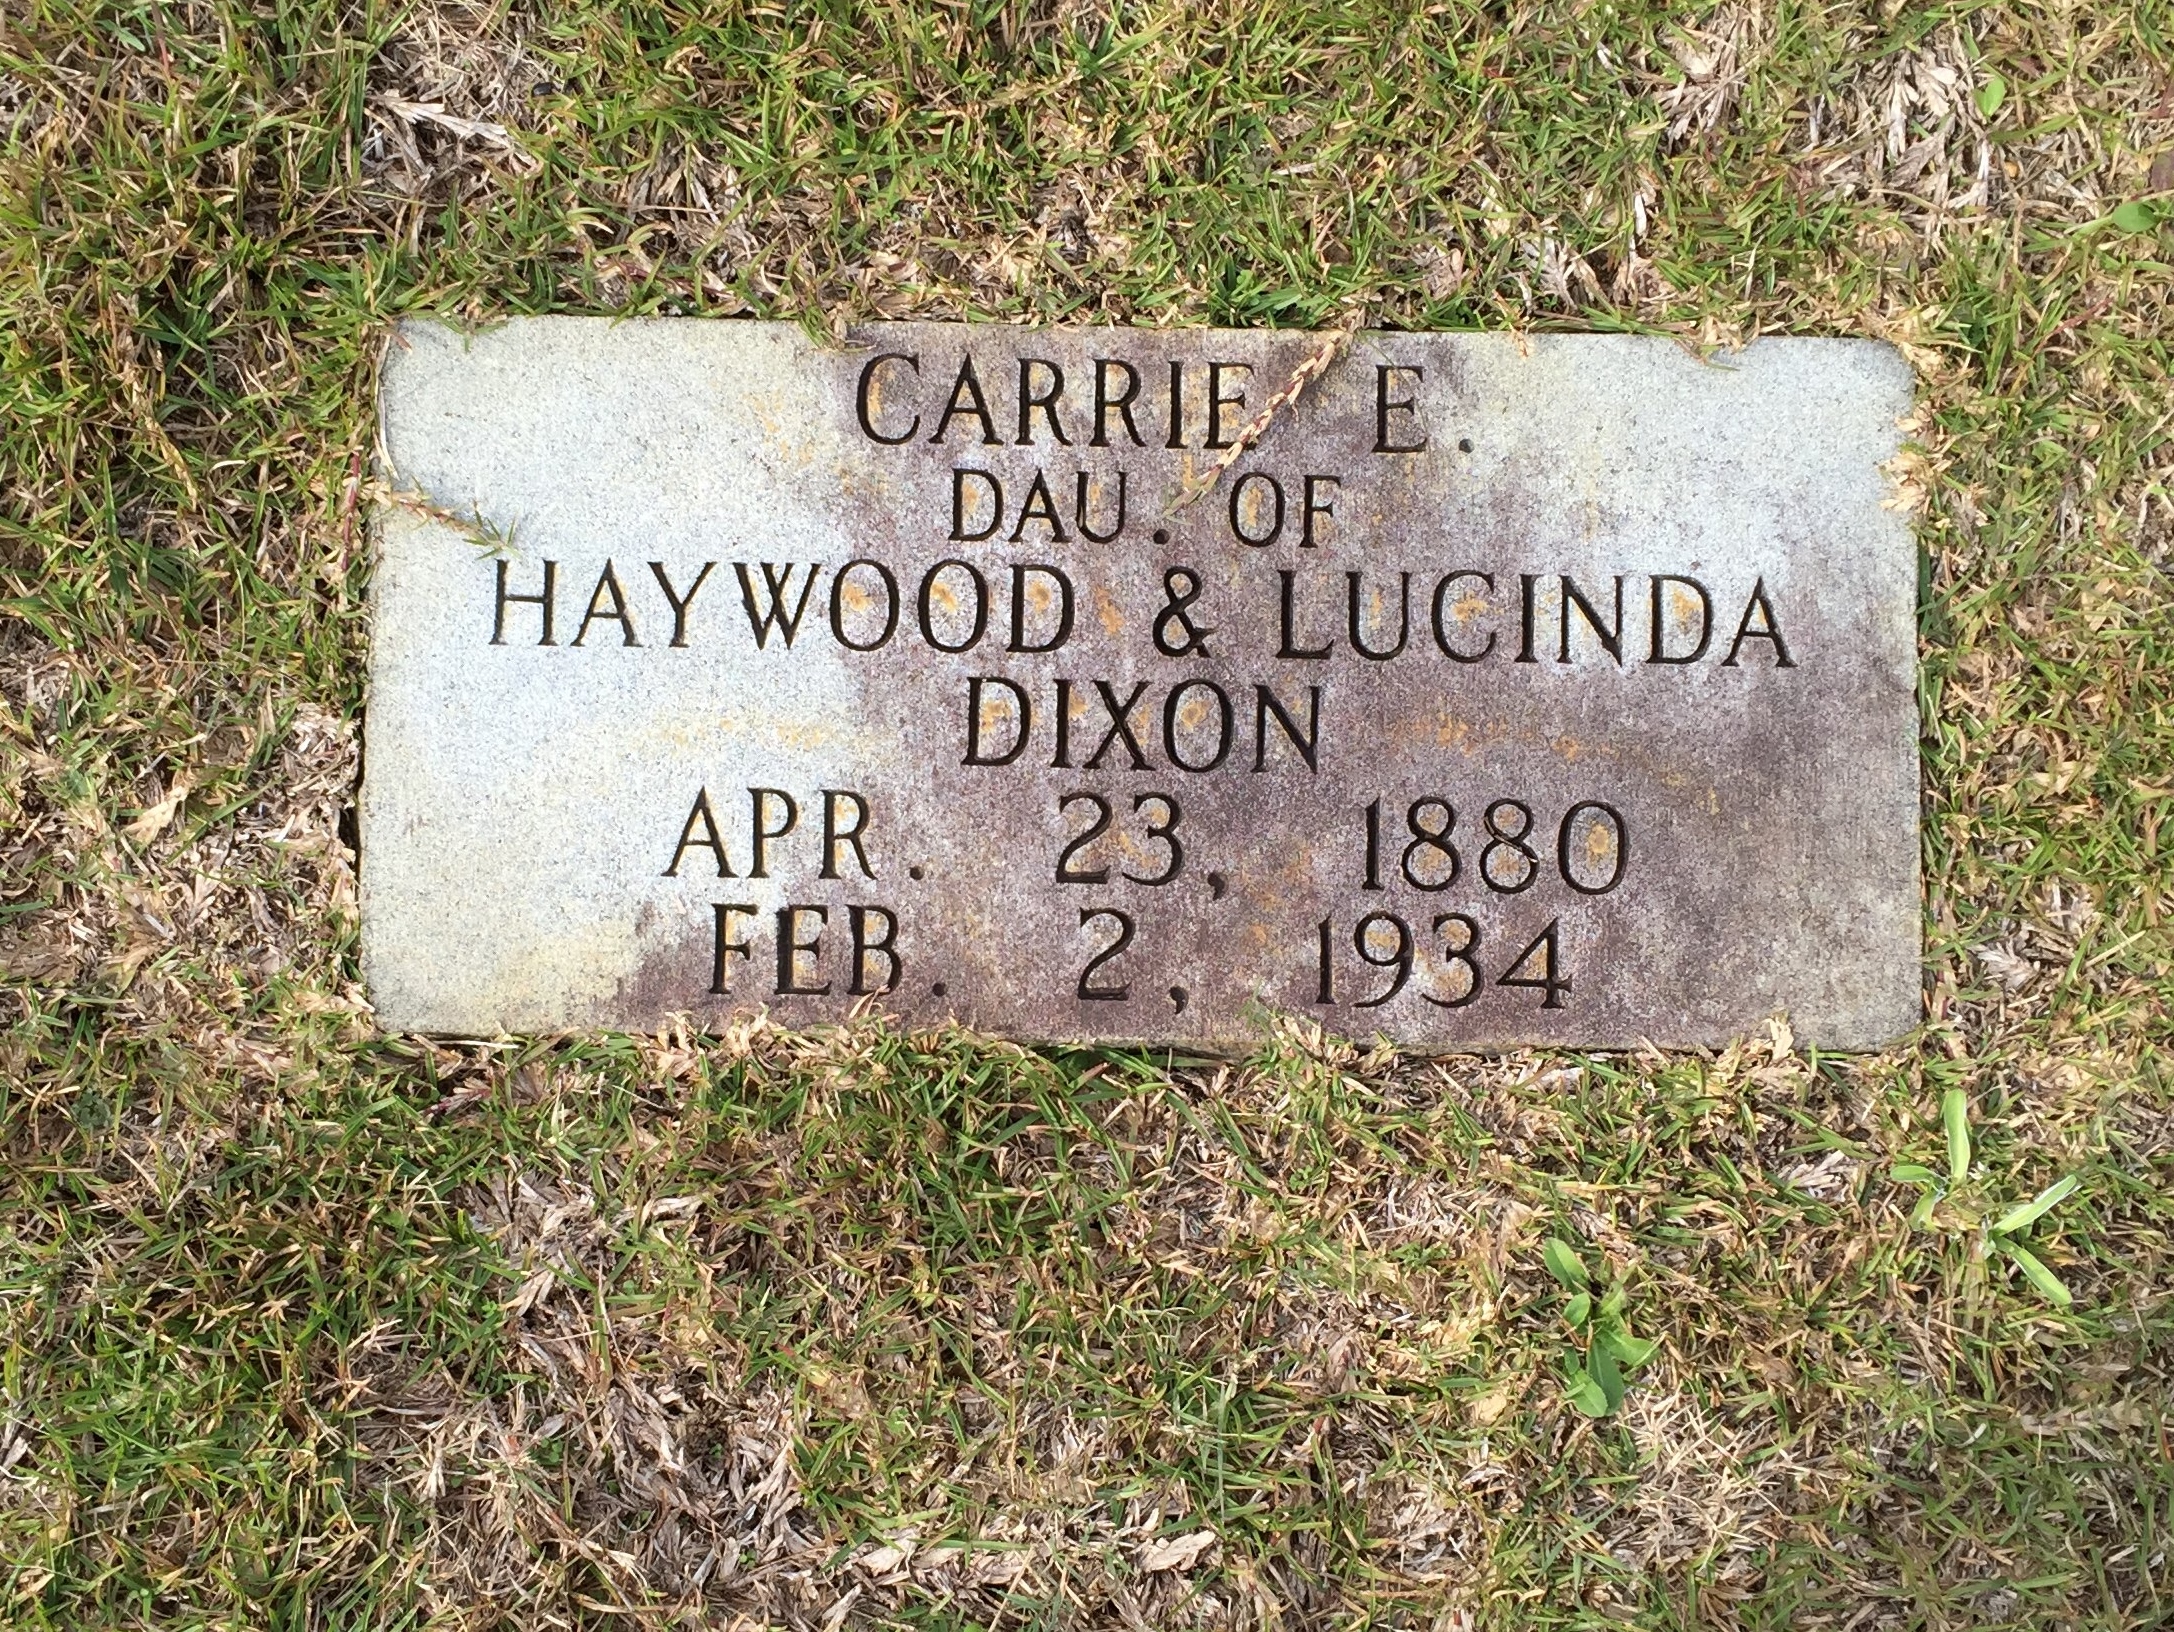 CARRIE E.
DAU. OF
HAYWOOD & LUCINDA
DIXON
APR. 23, 1880
FEB. 2, 1934